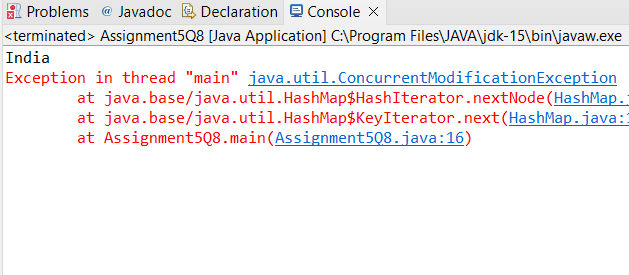 Problems @ Javadoc Declaration Console
<terminated> Assignment5Q8 [Java Application] C:\Program Files\JAVA\jdk-15\bin\javaw.exe
India
Exception in thread "main" java.util.ConcurrentModificationException
at java.base/java.util.HashMap$HashIterator.nextNode(HashMap.j
at java.base/java.util.HashMap$KeyIterator.next(HashMap.java:1
at Assignment5Q8.main(Assignment5Q8.java:16)